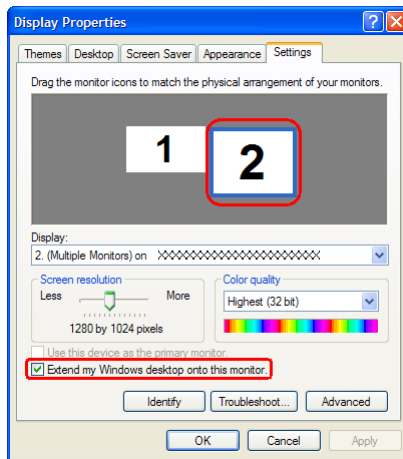 Display Properties
Themes Desktop Screen Saver Appearance Settings
Drag the monitor icons to match the physical arrangement of your monitors.
1 2
Display:
2. (Multiple Monitors) on XXXXXXXXXXXXXXXXXXXXXXX
Screen resolution Color quality
Less More Highest (32 bit)
1280 by 1024 pixels
Use this device as the primary monitor.
Extend my Windows desktop onto this monitor.
Identify Troubleshoot... Advanced
OK Cancel Apply